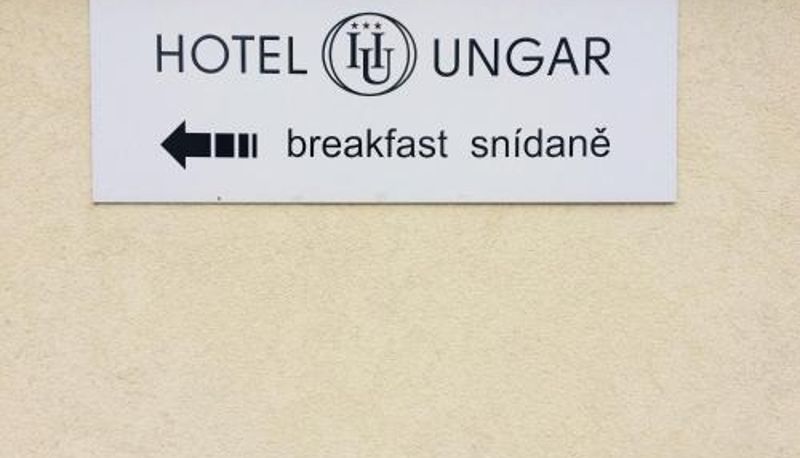 HOTEL HU UNGAR
breakfast snídaně